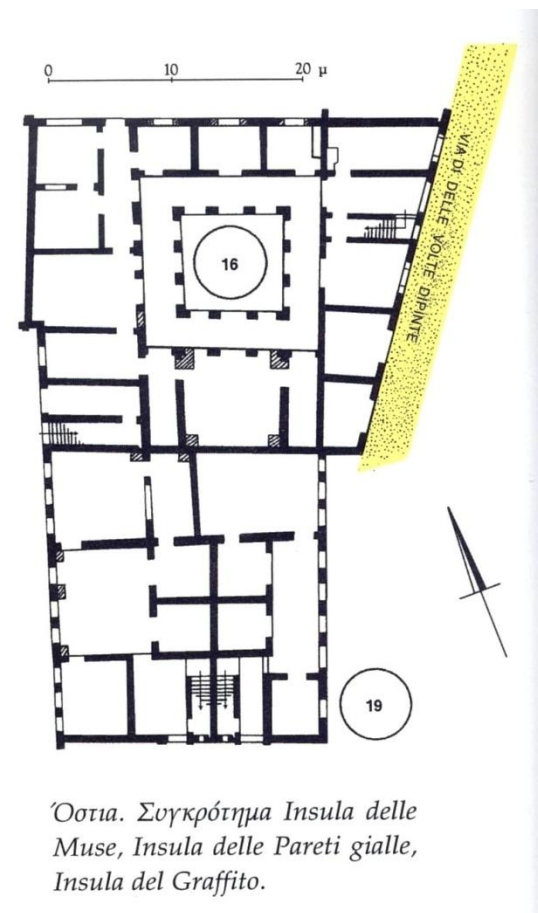 0 10 20 μ
VIA DI DELLE VOLTE DIPINTE
16
19
Όστια. Συγκρότημα Insula delle
Muse, Insula delle Pareti gialle,
Insula del Graffito.